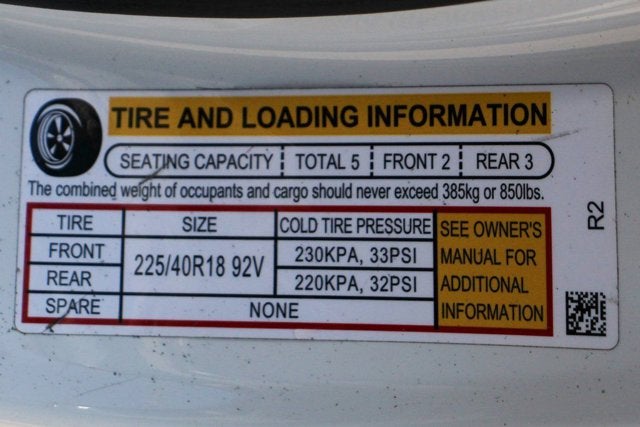 TIRE AND LOADING INFORMATION
SEATING CAPACITY TOTAL 5 FRONT 2 REAR 3
The combined weight of occupants and cargo should never exceed 385kg or 850lbs.
TIRE SIZE COLD TIRE PRESSURE
FRONT 225/40R18 92V 230KPA, 33PSI
REAR 220KPA, 32PSI
SPARE NONE
SEE OWNER'S
MANUAL FOR
ADDITIONAL
INFORMATION
R2